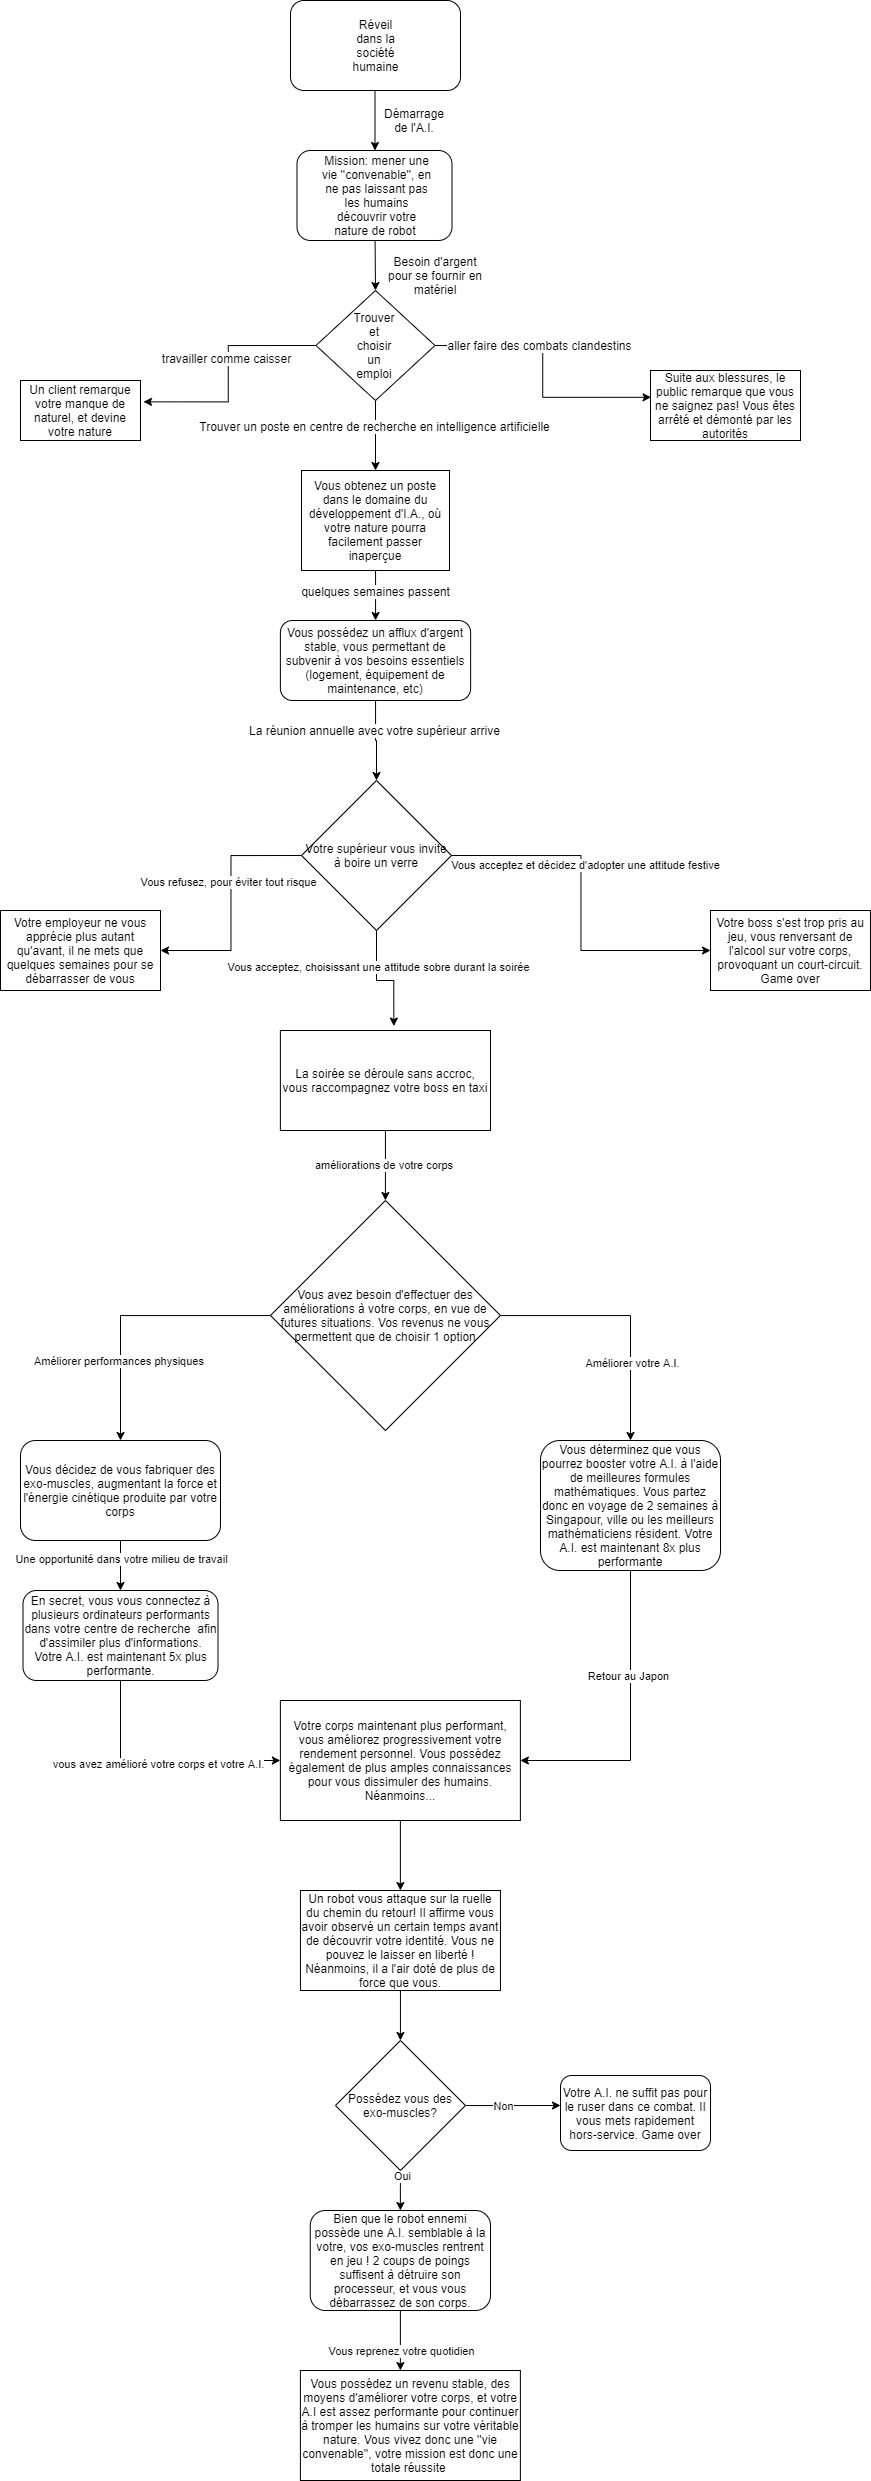 Réveil
dans la
société
humaine
Démarrage
de l'A.I.
Mission: mener une
vie "convenable", en
ne pas laissant pas
les humains
découvrir votre
nature de robot
Besoin d'argent
pour se fournir en
matériel
Trouver
et
choisir
un
emploi
travailler comme caisser
aller faire des combats clandestins
Un client remarque
votre manque de
naturel, et devine
votre nature
Suite aux blessures, le
public remarque que vous
ne saignez pas! Vous êtes
arrêté et démonté par les
autorités
Trouver un poste en centre de recherche en intelligence artificielle
Vous obtenez un poste
dans le domaine du
développement d'I.A., où
votre nature pourra
facilement passer
inaperçue
quelques semaines passent
Vous possédez un afflux d'argent
stable, vous permettant de
subvenir à vos besoins essentiels
(logement, équipement de
maintenance, etc)
La réunion annuelle avec votre supérieur arrive
Votre supérieur vous invite
à boire un verre
Vous refusez, pour éviter tout risque
Vous acceptez et décidez d'adopter une attitude festive
Votre employeur ne vous
apprécie plus autant
qu'avant, il ne mets que
quelques semaines pour se
débarrasser de vous
Votre boss s'est trop pris au
jeu, vous renversant de
l'alcool sur votre corps,
provoquant un court-circuit.
Game over
Vous acceptez, choisissant une attitude sobre durant la soirée
La soirée se déroule sans accroc,
vous raccompagnez votre boss en taxi
améliorations de votre corps
Vous avez besoin d'effectuer des
améliorations à votre corps, en vue de
futures situations. Vos revenus ne vous
permettent que de choisir 1 option
Améliorer performances physiques
Améliorer votre A.I.
Vous décidez de vous fabriquer des
exo-muscles, augmentant la force et
l'énergie cinétique produite par votre
corps
Vous déterminez que vous
pourrez booster votre A.I. à l'aide
de meilleures formules
mathématiques. Vous partez
donc en voyage de 2 semaines à
Singapour, ville ou les meilleurs
mathématiciens résident. Votre
A.I. est maintenant 8x plus
performante
Une opportunité dans votre milieu de travail
En secret, vous vous connectez à
plusieurs ordinateurs performants
dans votre centre de recherche afin
d'assimiler plus d'informations.
Votre A.I. est maintenant 5x plus
performante.
Retour au Japon
vous avez amélioré votre corps et votre A.I.
Votre corps maintenant plus performant,
vous améliorez progressivement votre
rendement personnel. Vous possédez
également de plus amples connaissances
pour vous dissimuler des humains.
Néanmoins...
Un robot vous attaque sur la ruelle
du chemin du retour! Il affirme vous
avoir observé un certain temps avant
de découvrir votre identité. Vous ne
pouvez le laisser en liberté !
Néanmoins, il a l'air doté de plus de
force que vous.
Possédez vous des
exo-muscles?
Non
Votre A.I. ne suffit pas pour
le ruser dans ce combat. Il
vous mets rapidement
hors-service. Game over
Oui
Bien que le robot ennemi
possède une A.I. semblable à la
votre, vos exo-muscles rentrent
en jeu ! 2 coups de poings
suffisent à détruire son
processeur, et vous vous
débarrassez de son corps.
Vous reprenez votre quotidien
Vous possédez un revenu stable, des
moyens d'améliorer votre corps, et votre
A.I est assez performante pour continuer
à tromper les humains sur votre véritable
nature. Vous vivez donc une "vie
convenable", votre mission est donc une
totale réussite